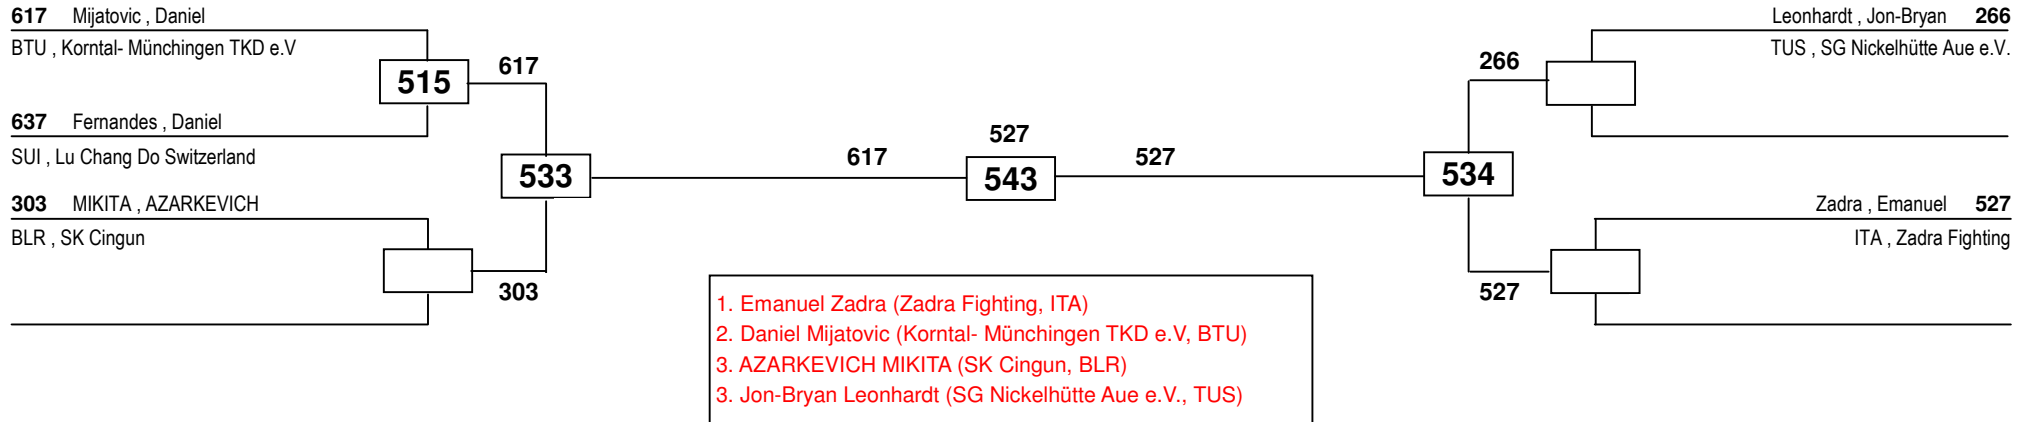 617 Mijatovic , Daniel
BTU , Korntal- Münchingen TKD e.V
515
617
637 Fernandes , Daniel
SUI , Lu Chang Do Switzerland
533
303 MIKITA , AZARKEVICH
BLR , SK Cingun
303
617
527
543
527
Leonhardt , Jon-Bryan 266
TUS , SG Nickelhütte Aue e.V.
266
534
Zadra , Emanuel 527
ITA , Zadra Fighting
527
1. Emanuel Zadra (Zadra Fighting, ITA)
2. Daniel Mijatovic (Korntal- Münchingen TKD e.V, BTU)
3. AZARKEVICH MIKITA (SK Cingun, BLR)
3. Jon-Bryan Leonhardt (SG Nickelhütte Aue e.V., TUS)